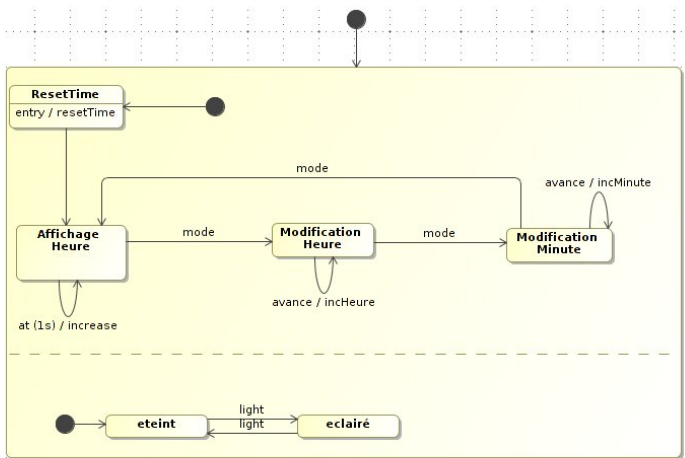 ResetTime
entry / resetTime
mode
avance / incMinute
Affichage
Heure
mode
Modification
Heure
mode
Modification
Minute
avance / incHeure
at (1s) / increase
light
eteint
light
eclairé